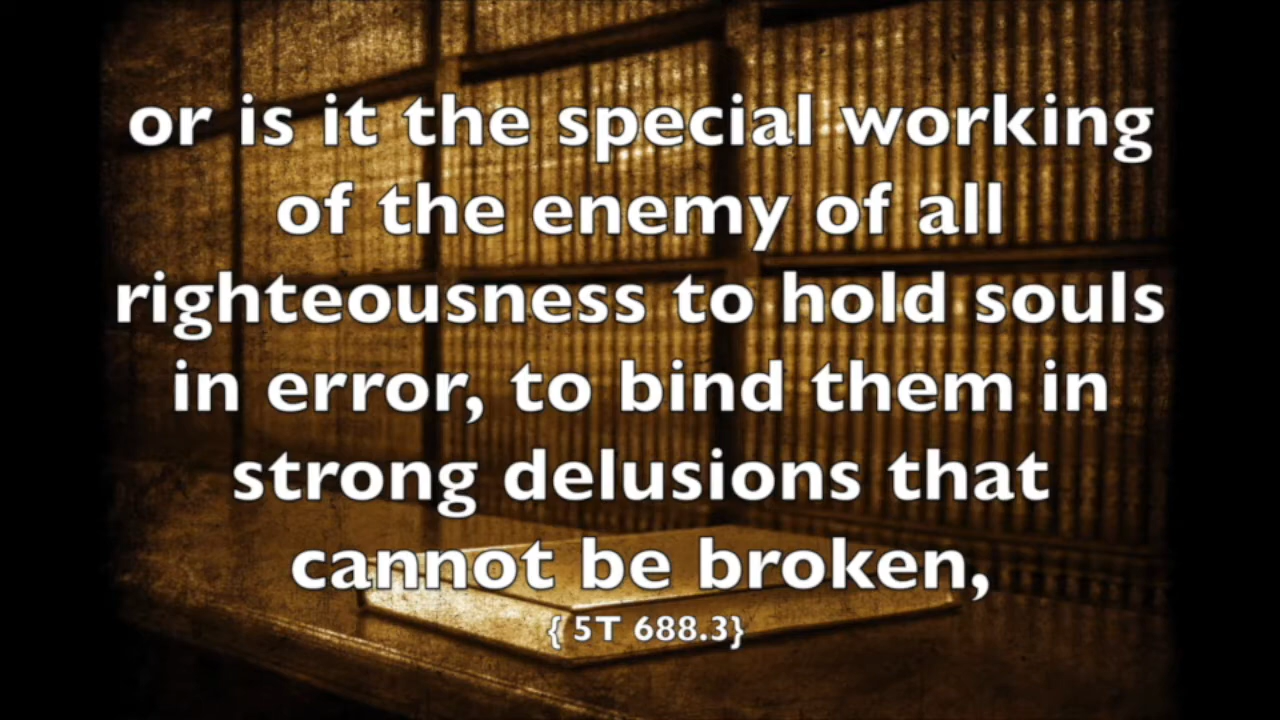 or is it the special working
of the enemy of all
righteousness to hold souls
in error, to bind them in
strong delusions that
cannot be broken,
{ 5T 688.3}